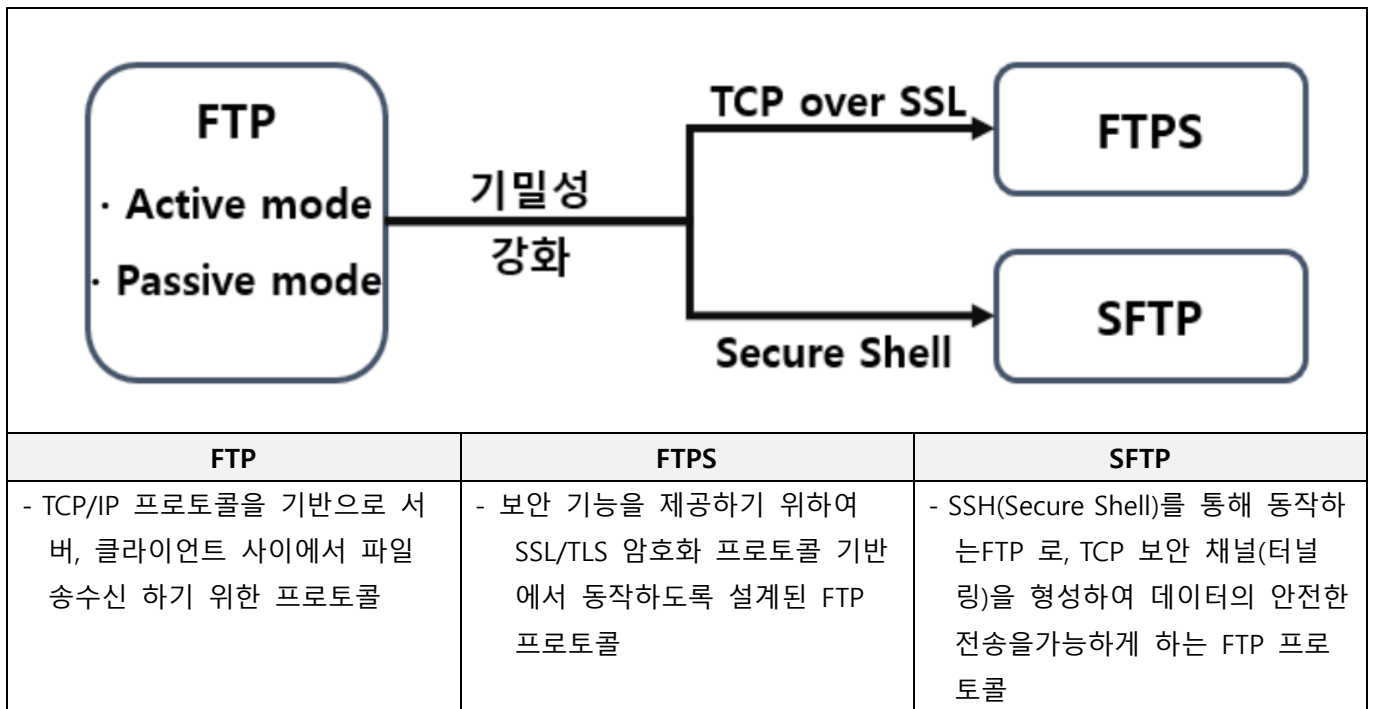 FTP
· Active mode
· Passive mode
기밀성
강화
TCP over SSL
FTPS
Secure Shell
SFTP
FTP
FTPS
SFTP
- TCP/IP 프로토콜을 기반으로 서
버, 클라이언트 사이에서 파일
송수신 하기 위한 프로토콜
- 보안 기능을 제공하기 위하여
SSL/TLS 암호화 프로토콜 기반
에서 동작하도록 설계된 FTP
프로토콜
- SSH(Secure Shell)를 통해 동작하
는FTP 로, TCP 보안 채널(터널
링)을 형성하여 데이터의 안전한
전송을가능하게 하는 FTP 프로
토콜